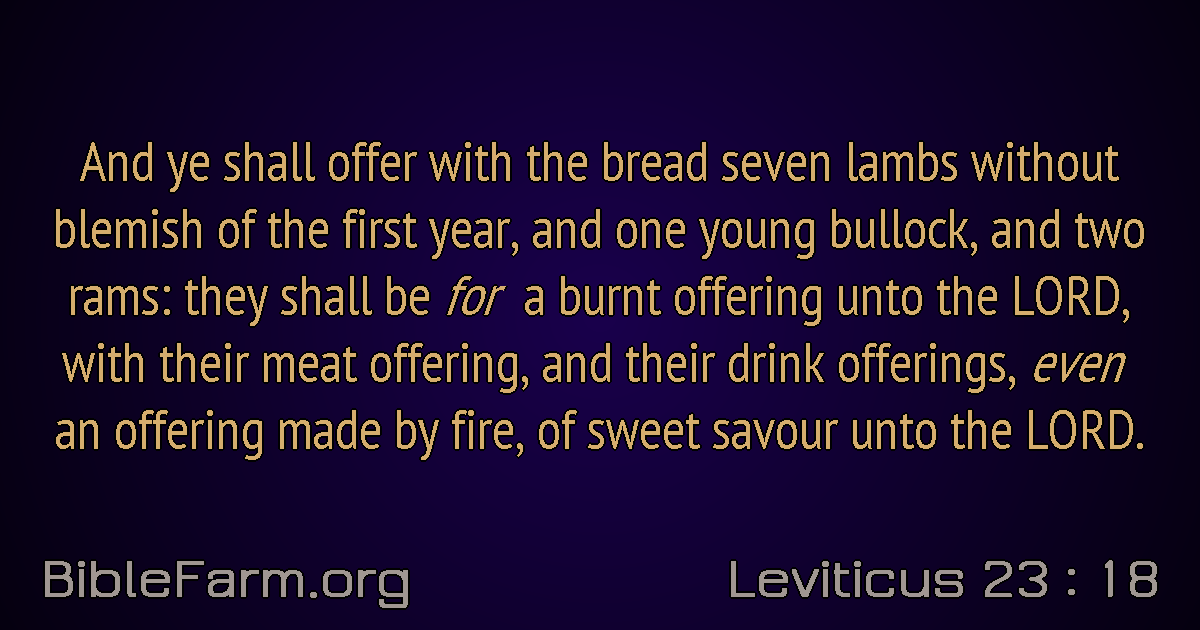 And ye shall offer with the bread seven lambs without
blemish of the first year, and one young bullock, and two
rams: they shall be for a burnt offering unto the LORD,
with their meat offering, and their drink offerings, even
an offering made by fire, of sweet savour unto the LORD.
BibleFarm.org
Leviticus 23 : 18